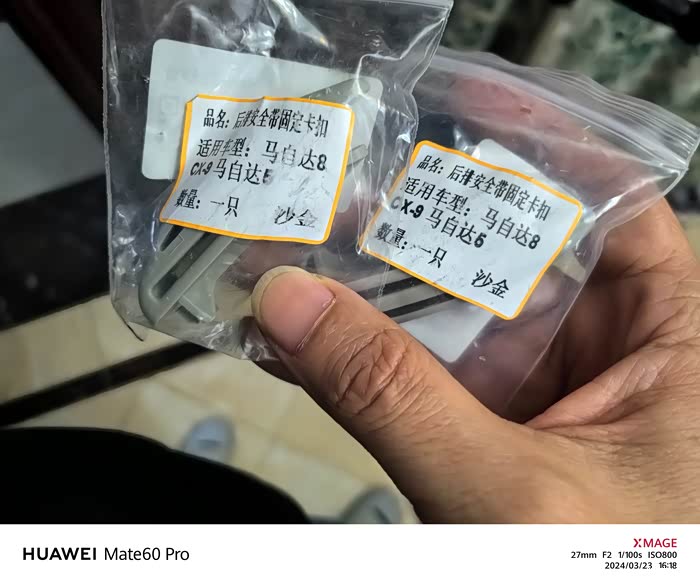 品名：后排安全带固定卡扣
适用车型：马自达8
CX-9 马自达5
数量：一只 沙金
品名：后排安全带固定卡扣
适用车型：马自达8
CX-9 马自达5
数量：一只 沙金
HUAWEI Mate60 Pro
XMAGE
27mm F2 1/100s ISO800
2024/03/23 16:18